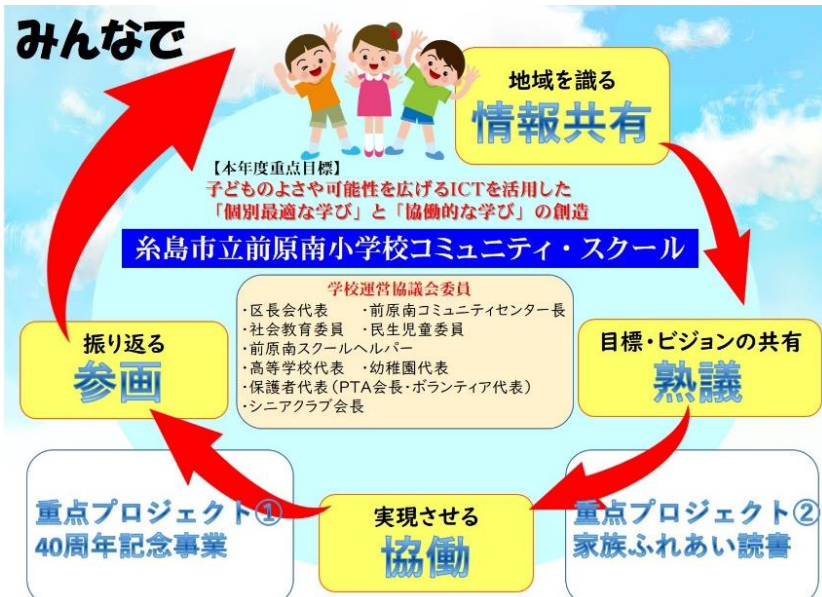 みんなで
地域を識る
情報共有
【本年度重点目標】
子どものよさや可能性を広げるICTを活用した
「個別最適な学び」と「協働的な学び」の創造
糸島市立前原南小学校コミュニティ・スクール
学校運営協議会委員
・区長会代表　・前原南コミュニティセンター長
・社会教育委員　・民生児童委員
・前原南スクールヘルパー
・高等学校代表　・幼稚園代表
・保護者代表（PTA会長・ボランティア代表）
・シニアクラブ会長
目標・ビジョンの共有
熟議
振り返る
参画
実現させる
協働
重点プロジェクト①
40周年記念事業
重点プロジェクト②
家族ふれあい読書